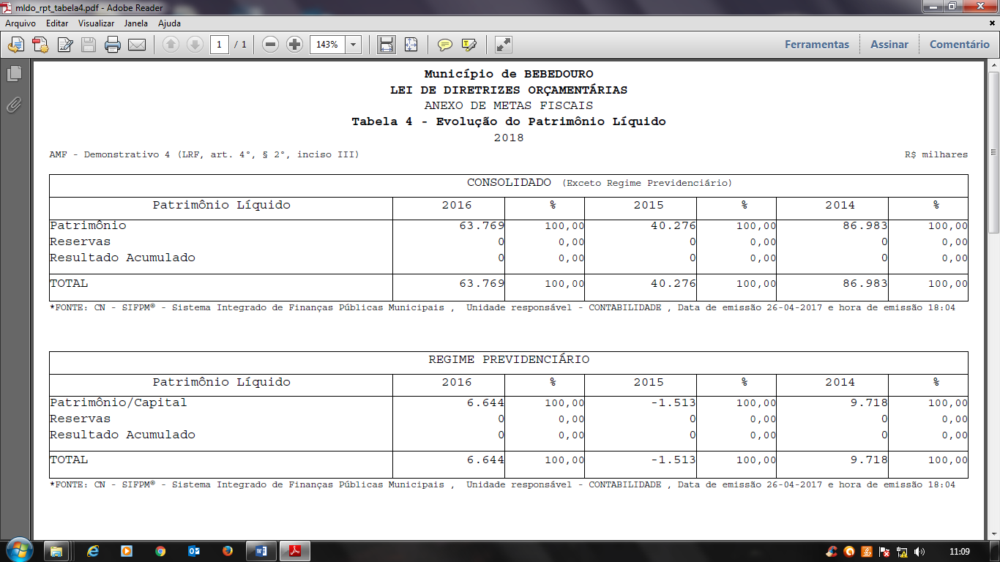 mldo_rpt_tabela4.pdf - Adobe Reader
Arquivo Editar Visualizar Janela Ajuda
1 / 1 143% Ferramentas Assinar Comentário
Município de BEBEDOURO
LEI DE DIRETRIZES ORÇAMENTÁRIAS
ANEXO DE METAS FISCAIS
Tabela 4 - Evolução do Patrimônio Líquido
2018
AMF - Demonstrativo 4 (LRF, art. 4°, § 2°, inciso III) R$ milhares
CONSOLIDADO (Exceto Regime Previdenciário)
Patrimônio Líquido 2016 % 2015 % 2014 %
Patrimônio 63.769 100,00 40.276 100,00 86.983 100,00
Reservas 0 0,00 0 0,00 0 0,00
Resultado Acumulado 0 0,00 0 0,00 0 0,00
TOTAL 63.769 100,00 40.276 100,00 86.983 100,00
*FONTE: CN - SIFPM® - Sistema Integrado de Finanças Públicas Municipais , Unidade responsável - CONTABILIDADE , Data de emissão 26-04-2017 e hora de emissão 18:04
REGIME PREVIDENCIÁRIO
Patrimônio Líquido 2016 % 2015 % 2014 %
Patrimônio/Capital 6.644 100,00 -1.513 100,00 9.718 100,00
Reservas 0 0,00 0 0,00 0 0,00
Resultado Acumulado 0 0,00 0 0,00 0 0,00
TOTAL 6.644 100,00 -1.513 100,00 9.718 100,00
*FONTE: CN - SIFPM® - Sistema Integrado de Finanças Públicas Municipais , Unidade responsável - CONTABILIDADE , Data de emissão 26-04-2017 e hora de emissão 18:04
11:09